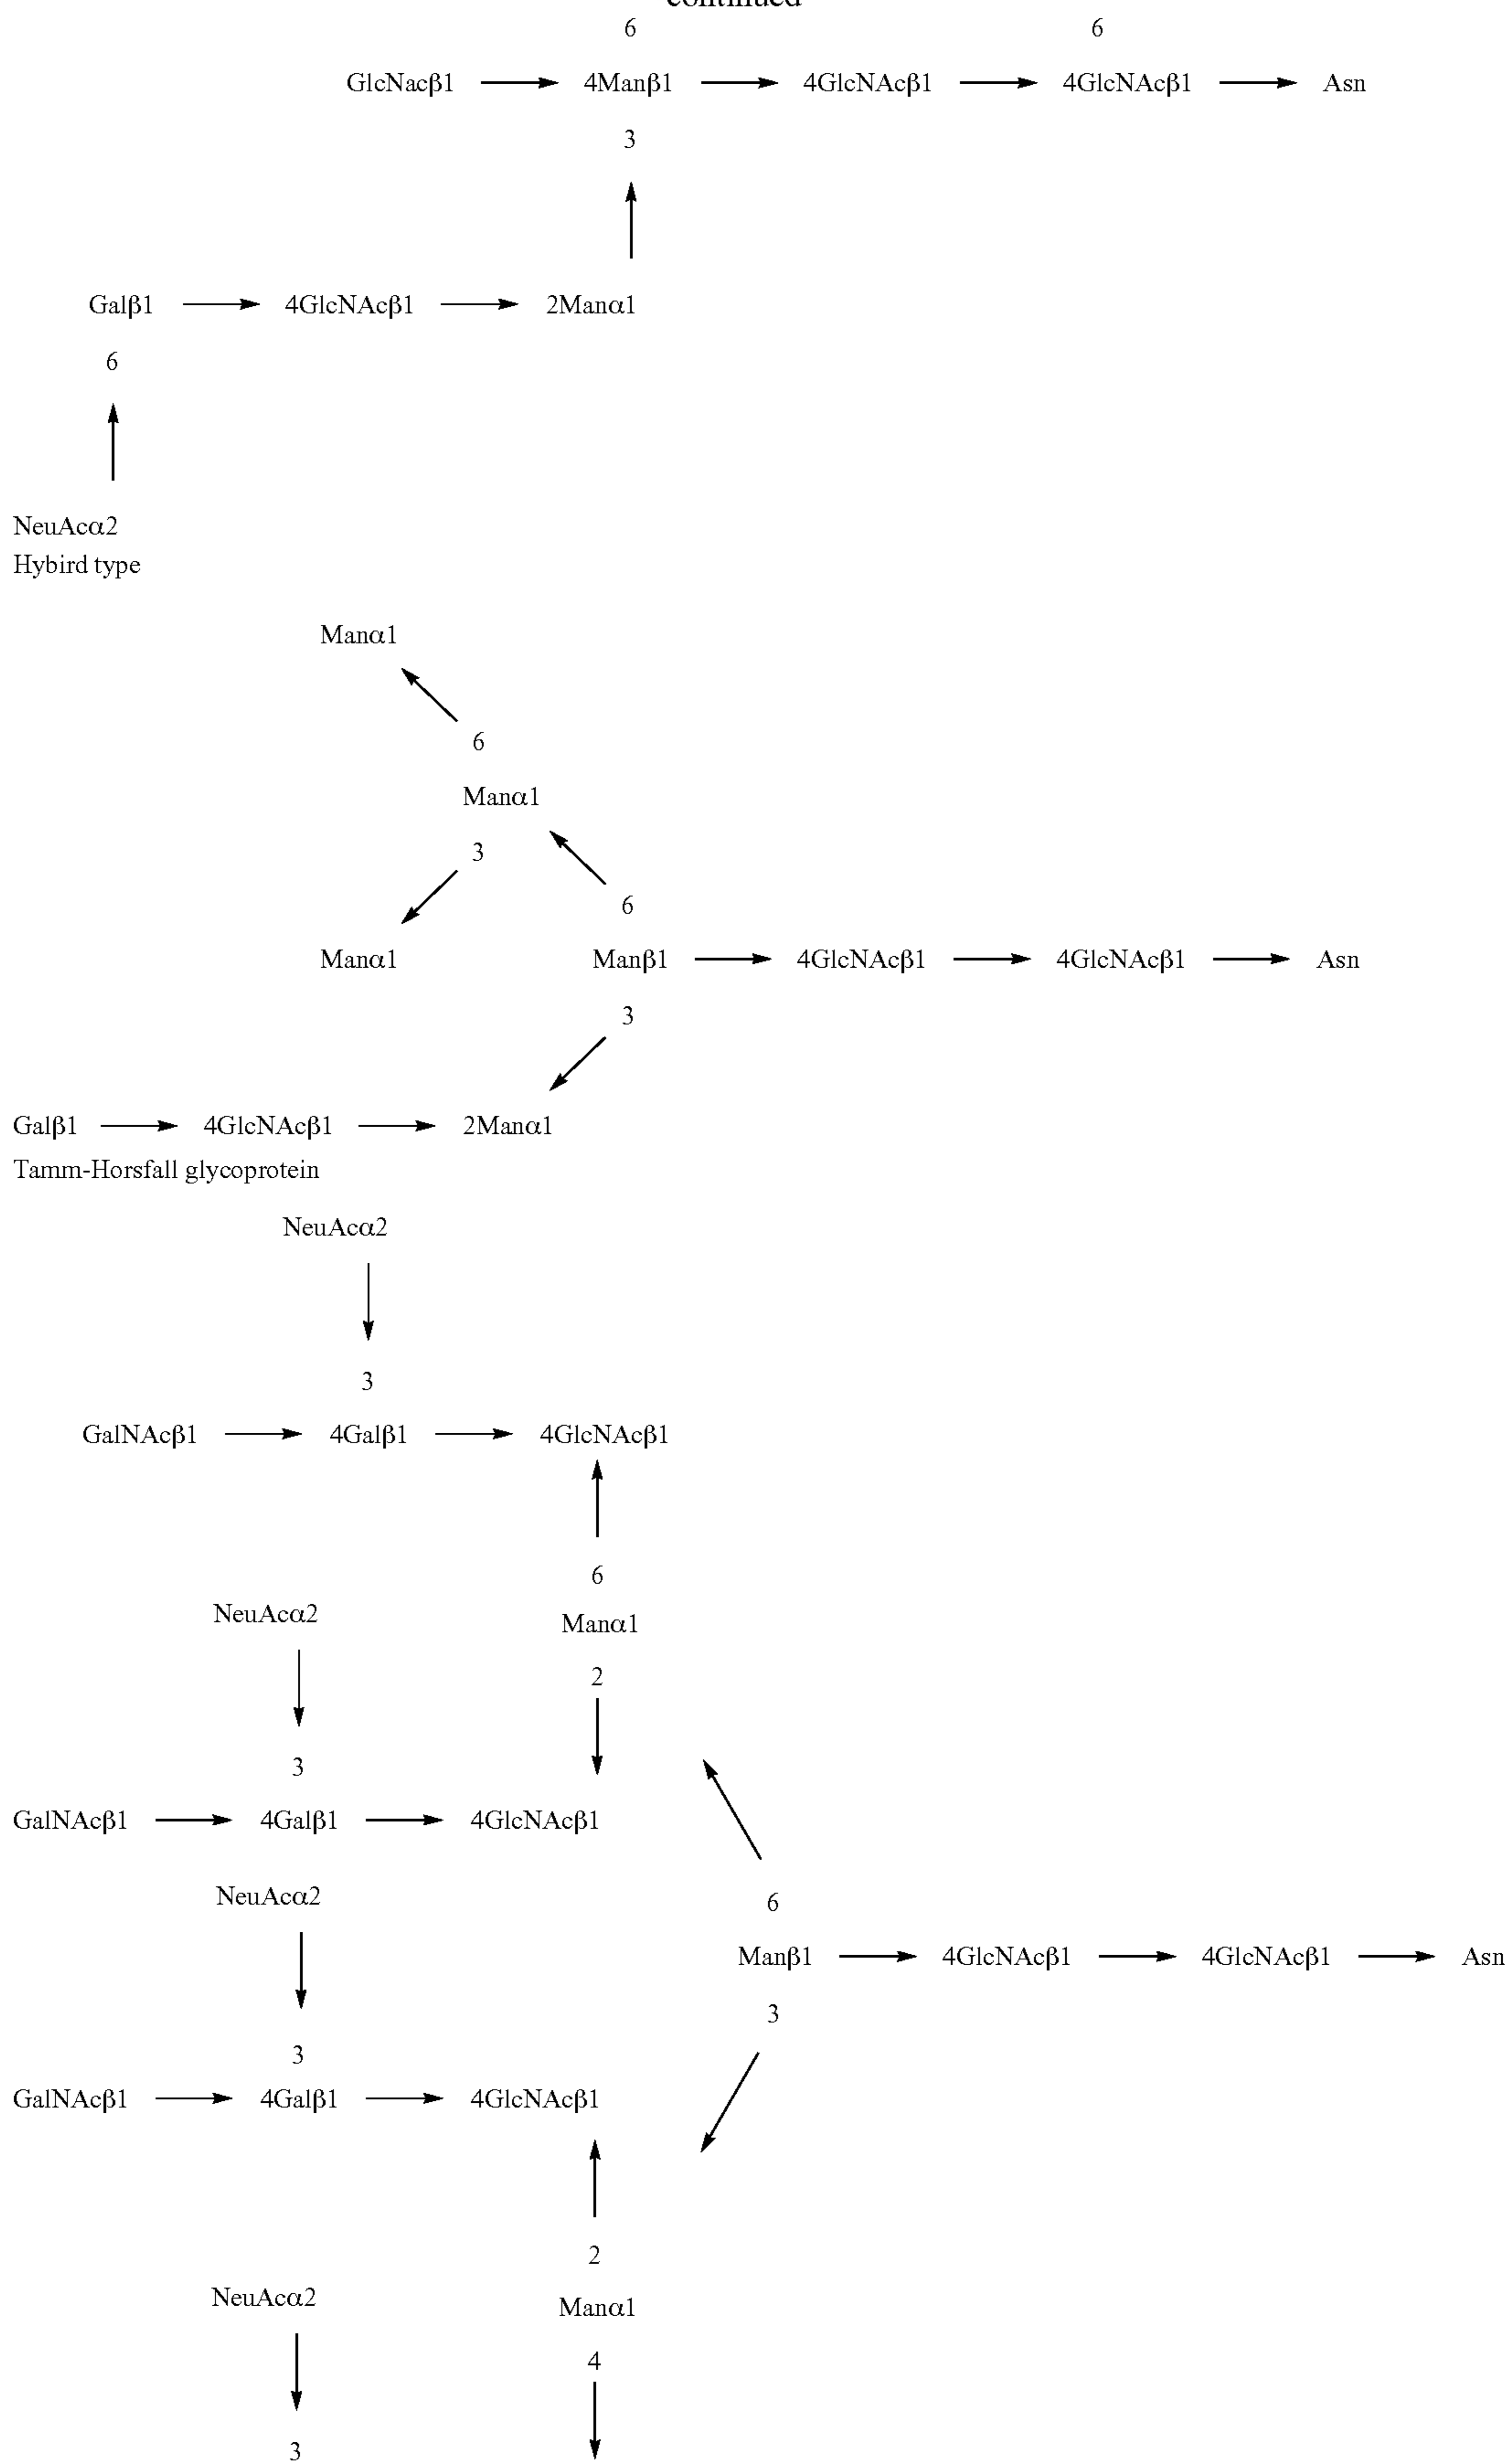 continued
6 6
GlcNacβ1 4Manβ1 4GlcNAcβ1 4GlcNAcβ1 Asn
3
Galβ1 4GlcNAcβ1 2Manα1
6
NeuAcα2
Hybird type
Manα1
6
Manα1
3
6
Manα1 Manβ1 4GlcNAcβ1 4GlcNAcβ1 Asn
3
Galβ1 4GlcNAcβ1 2Manα1
Tamm-Horsfall glycoprotein
NeuAcα2
3
GalNAcβ1 4Galβ1 4GlcNAcβ1
6
NeuAcα2 Manα1
2
3
GalNAcβ1 4Galβ1 4GlcNAcβ1
NeuAcα2
6
Manβ1 4GlcNAcβ1 4GlcNAcβ1 Asn
3
3
GalNAcβ1 4Galβ1 4GlcNAcβ1
2
NeuAcα2 Manα1
4
3